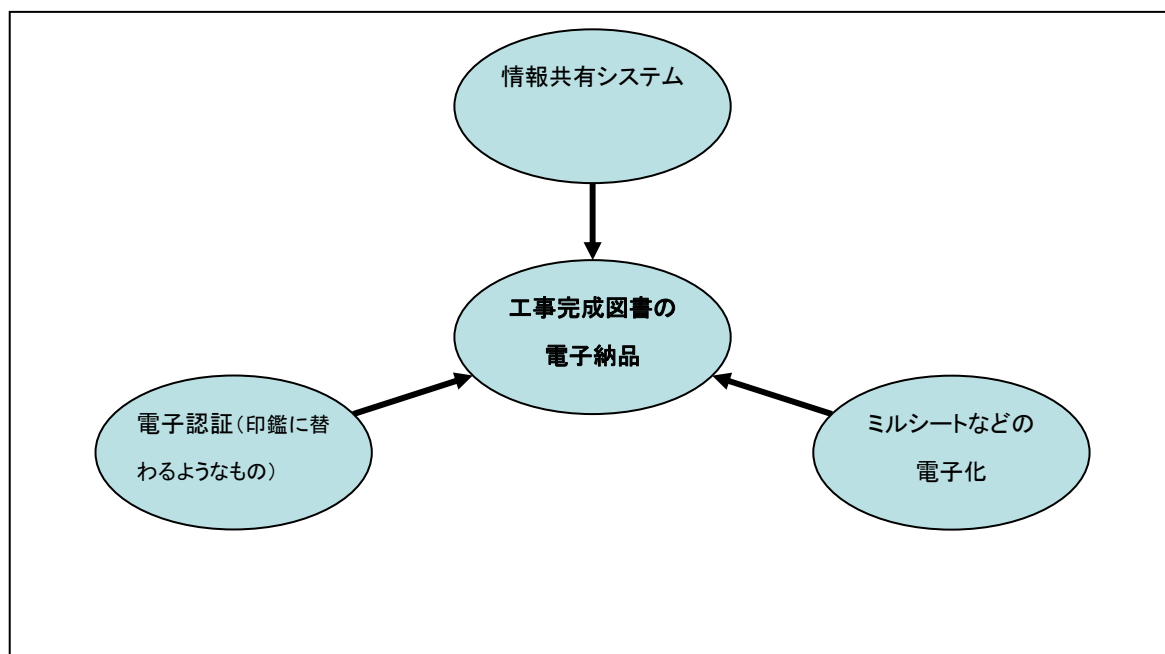 情報共有システム
工事完成図書の
電子納品
電子認証（印鑑に替
わるようなもの）
ミルシートなどの
電子化